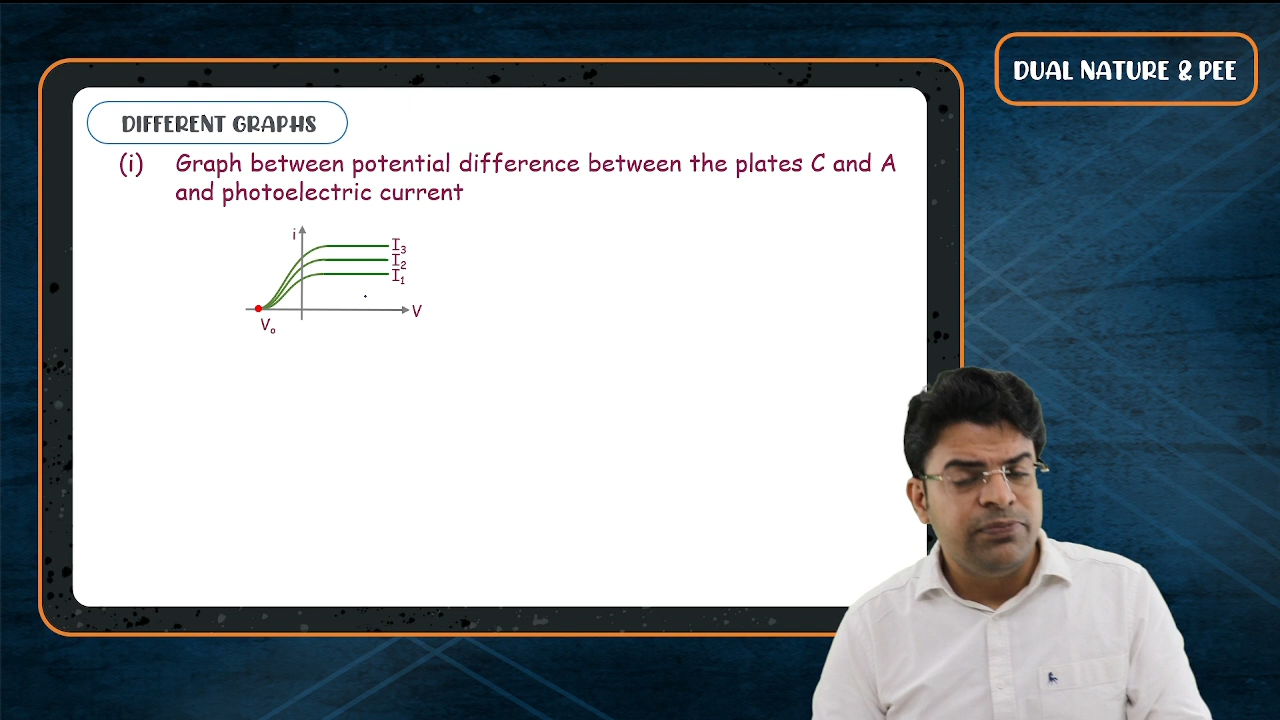 DUAL NATURE & PEE
DIFFERENT GRAPHS
(i) Graph between potential difference between the plates C and A
and photoelectric current
i
I₃
I₂
I₁
V
V₀